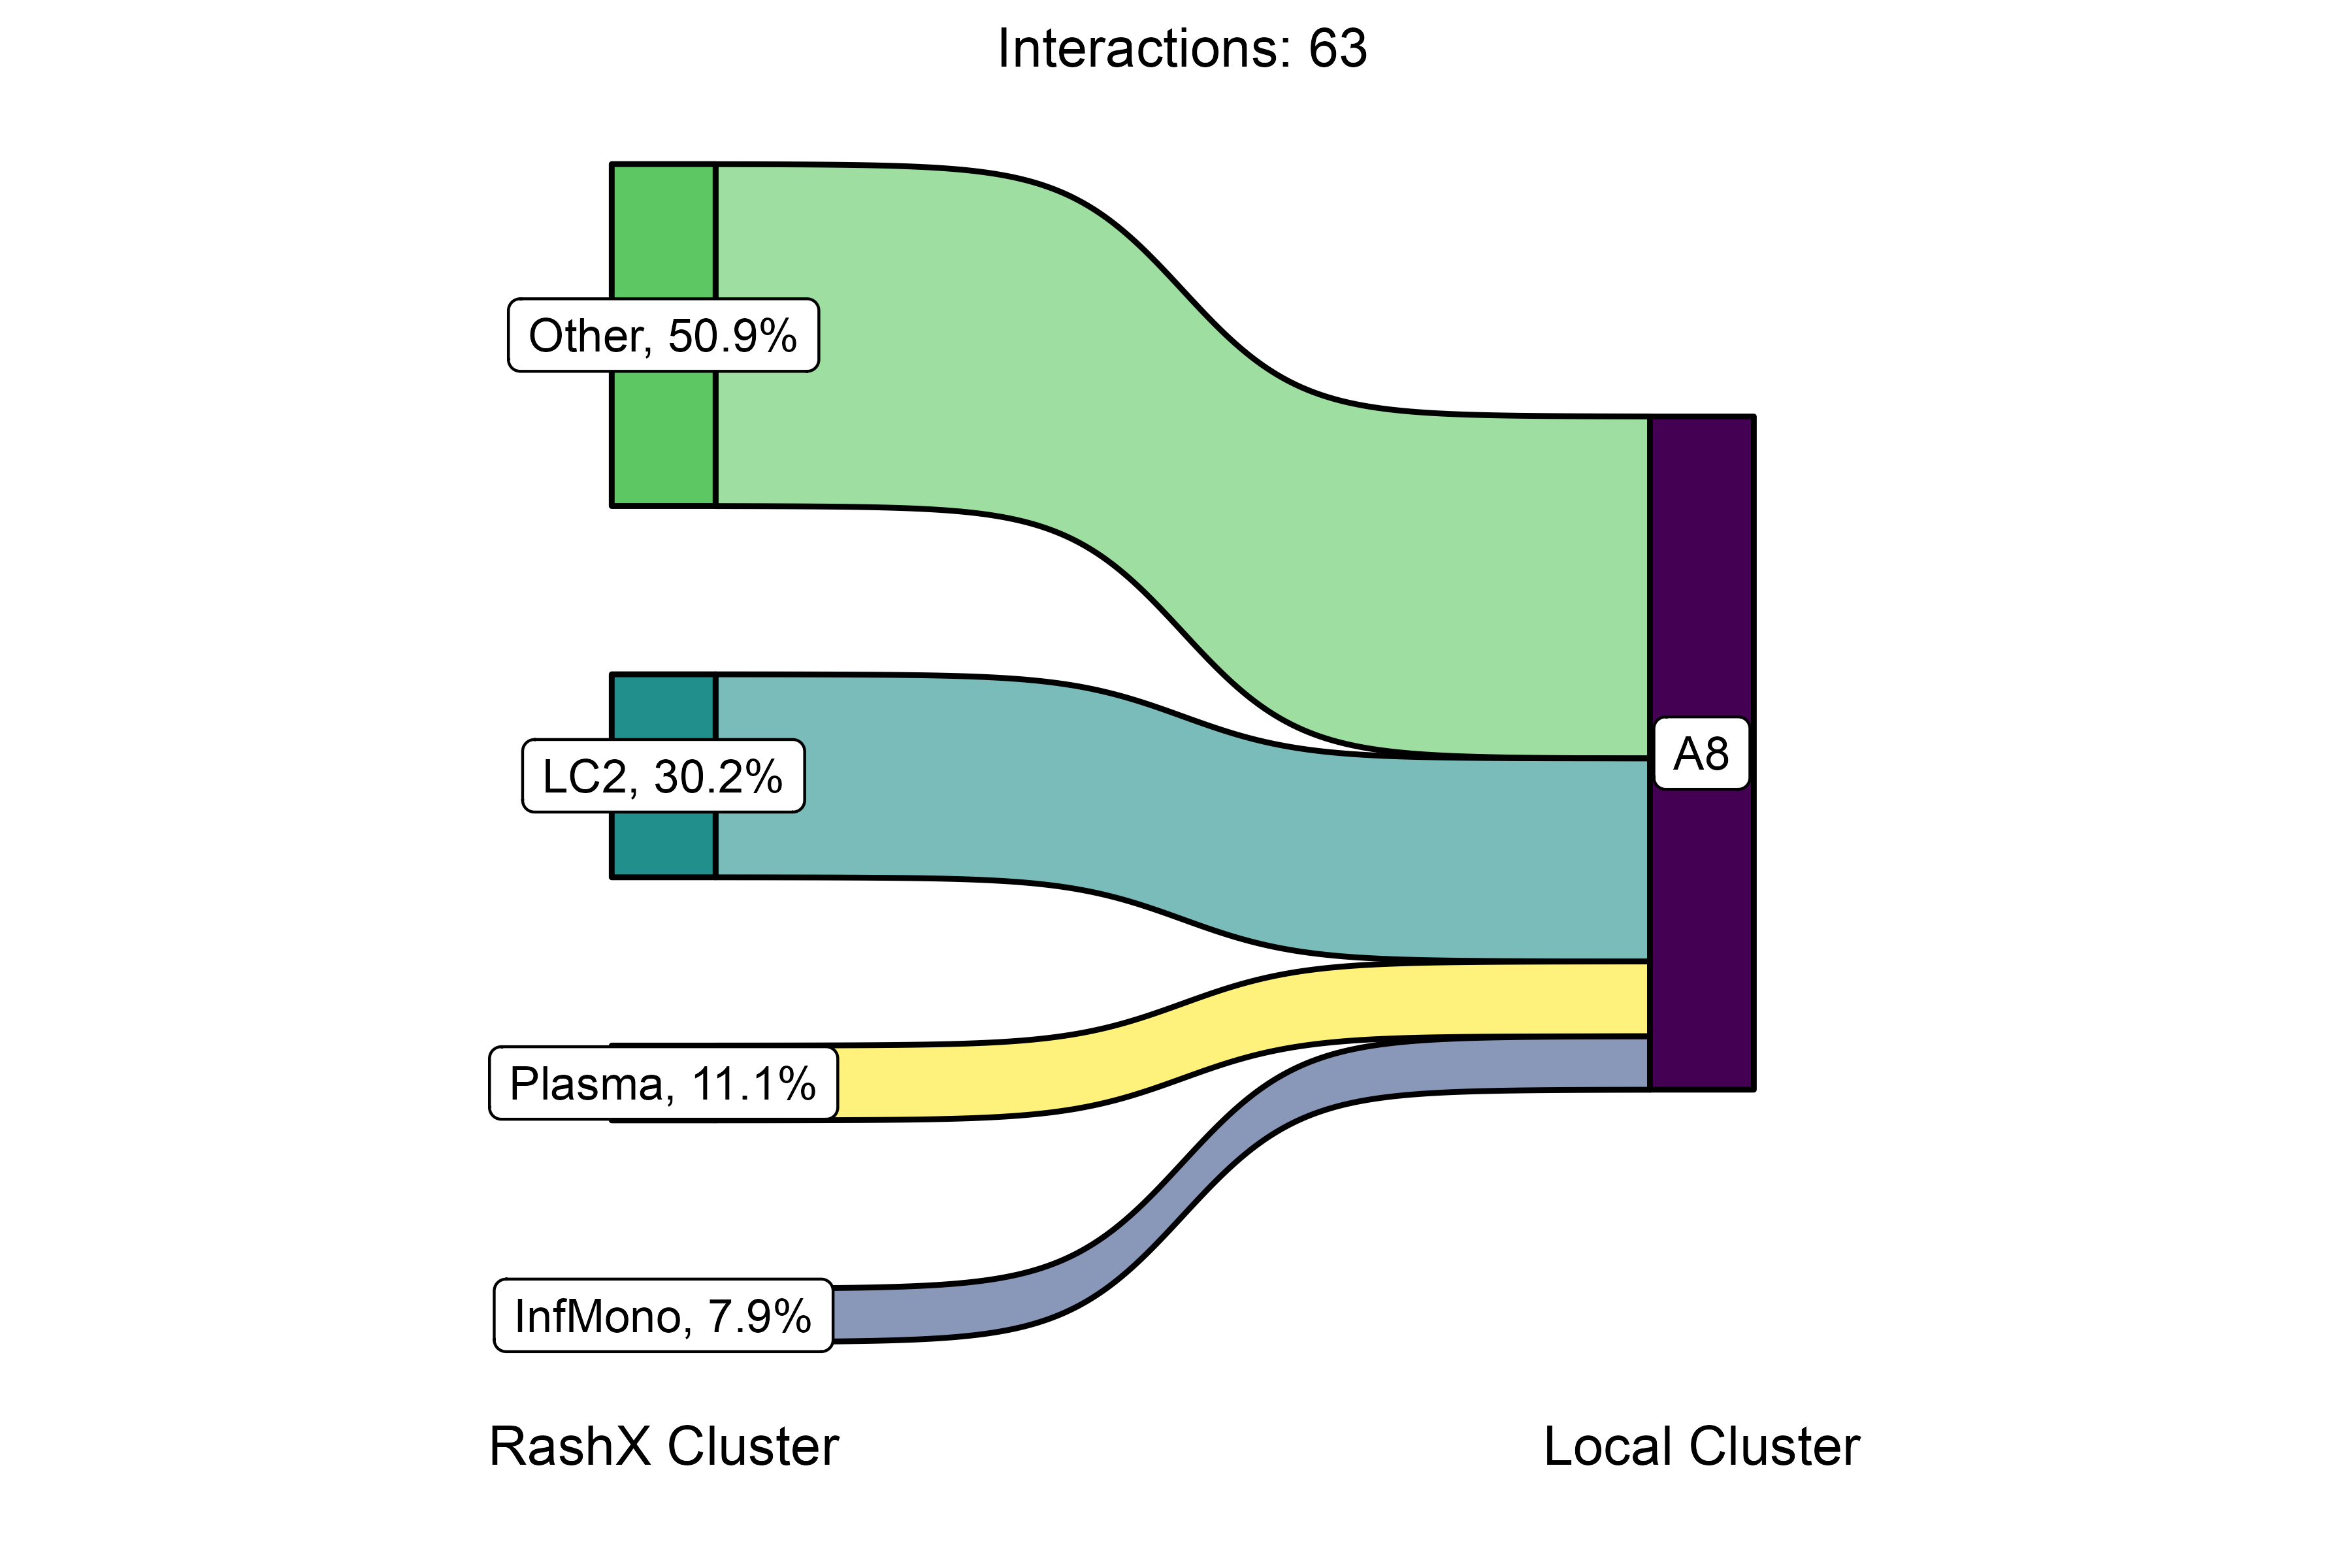 Interactions: 63
Other, 50.9%
LC2, 30.2%
A8
Plasma, 11.1%
InfMono, 7.9%
RashX Cluster
Local Cluster